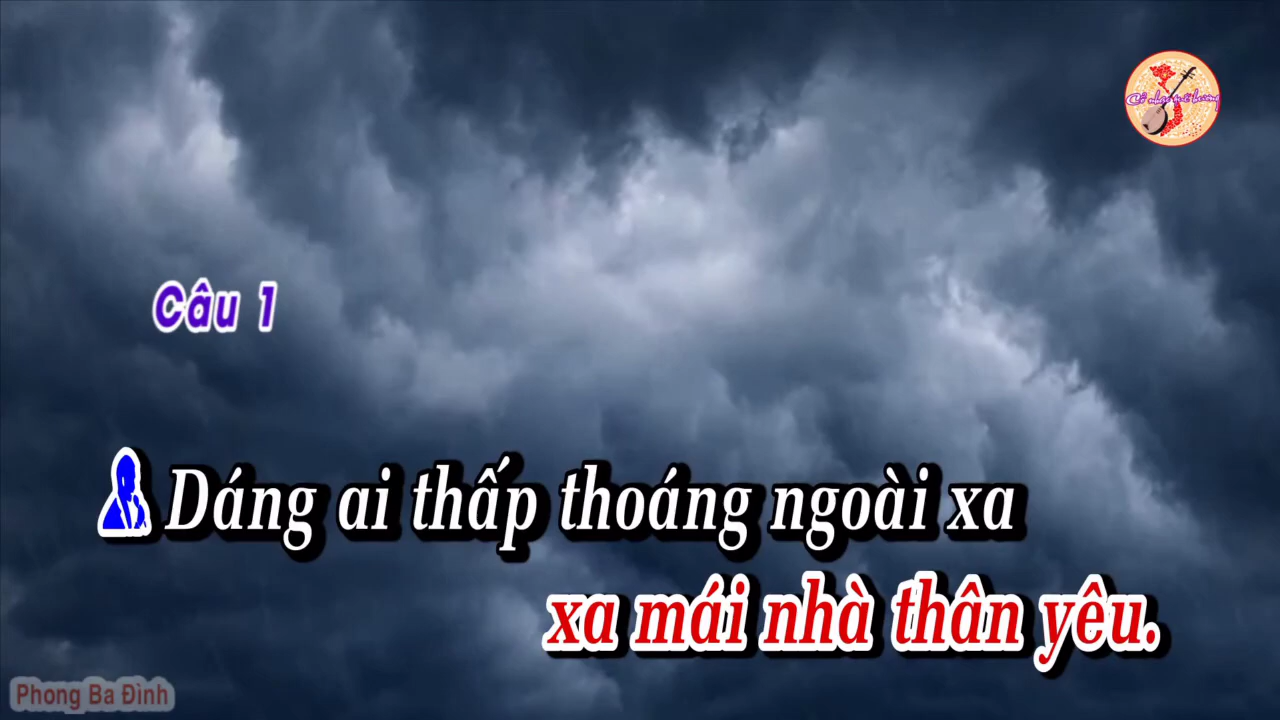 Câu 1
Dáng ai thấp thoáng ngoài xa
xa mái nhà thân yêu.
Phong Ba Đình